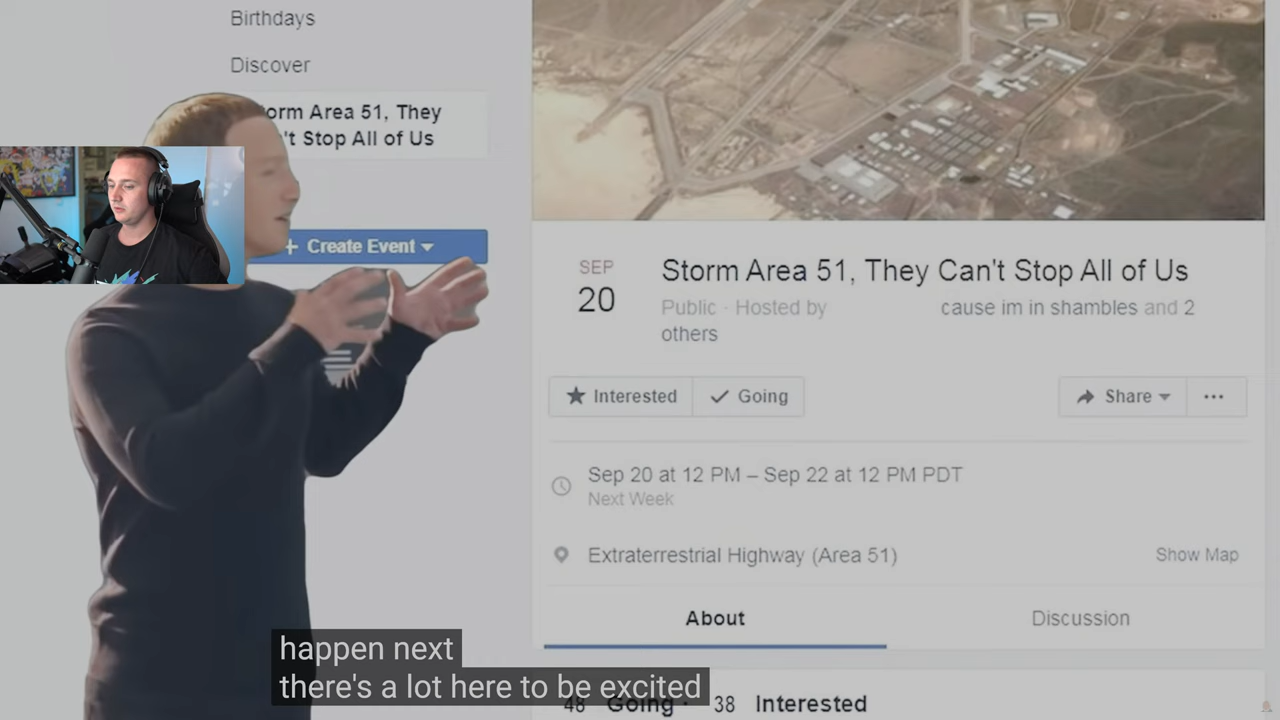 Birthdays
Discover
orm Area 51, They
't Stop All of Us
+ Create Event
SEP
20
Storm Area 51, They Can't Stop All of Us
Public · Hosted by cause im in shambles and 2
others
Interested
Going
Share
Sep 20 at 12 PM – Sep 22 at 12 PM PDT
Next Week
Extraterrestrial Highway (Area 51)
Show Map
About
Discussion
happen next
there's a lot here to be excited
48 Going · 38 Interested